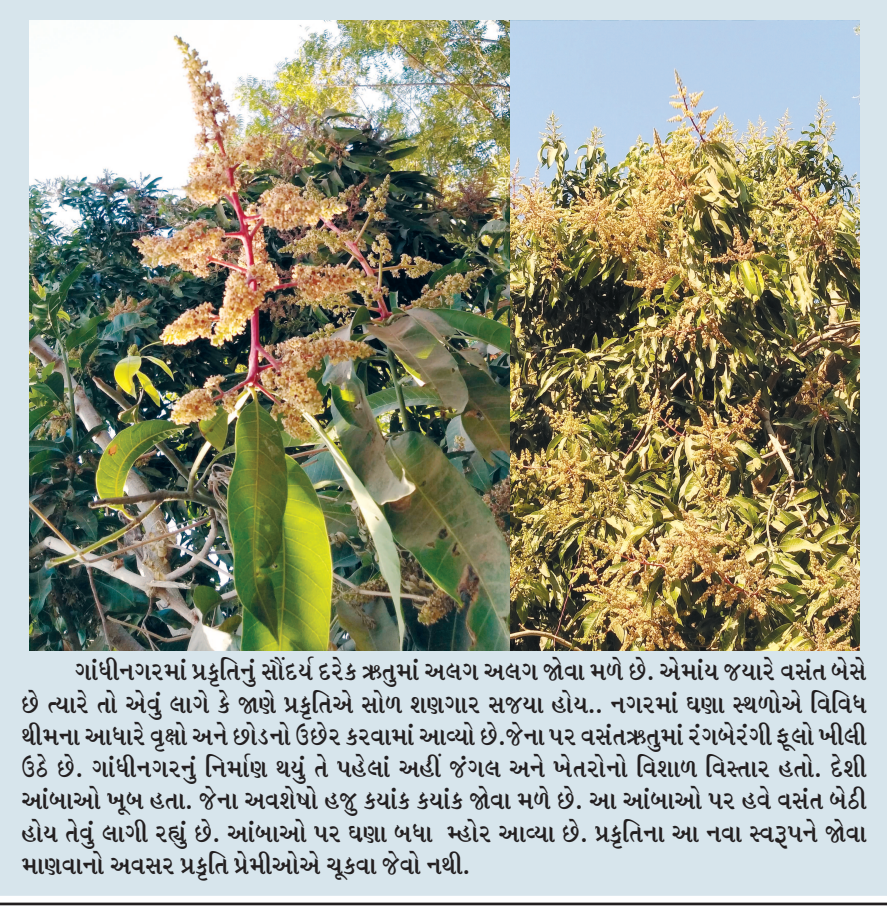 ગાંધીનગરમાં પ્રકૃતિનું સૌંદર્ય દરેક ઋતુમાં અલગ અલગ જોવા મળે છે. એમાંય જયારે વસંત બેસે
છે ત્યારે તો એવું લાગે કે જાણે પ્રકૃતિએ સોળ શણગાર સજયા હોય.. નગરમાં ઘણા સ્થળોએ વિવિધ
થીમના આધારે વૃક્ષો અને છોડનો ઉછેર કરવામાં આવ્યો છે.જેના પર વસંતઋતુમાં રંગબેરંગી ફૂલો ખીલી
ઉઠે છે. ગાંધીનગરનું નિર્માણ થયું તે પહેલાં અહીં જંગલ અને ખેતરોનો વિશાળ વિસ્તાર હતો. દેશી
આંબાઓ ખૂબ હતા. જેના અવશેષો હજુ કયાંક કયાંક જોવા મળે છે. આ આંબાઓ પર હવે વસંત બેઠી
હોય તેવું લાગી રહ્યું છે. આંબાઓ પર ઘણા બધા મ્હોર આવ્યા છે. પ્રકૃતિના આ નવા સ્વરૂપને જોવા
માણવાનો અવસર પ્રકૃતિ પ્રેમીઓએ ચૂકવા જેવો નથી.